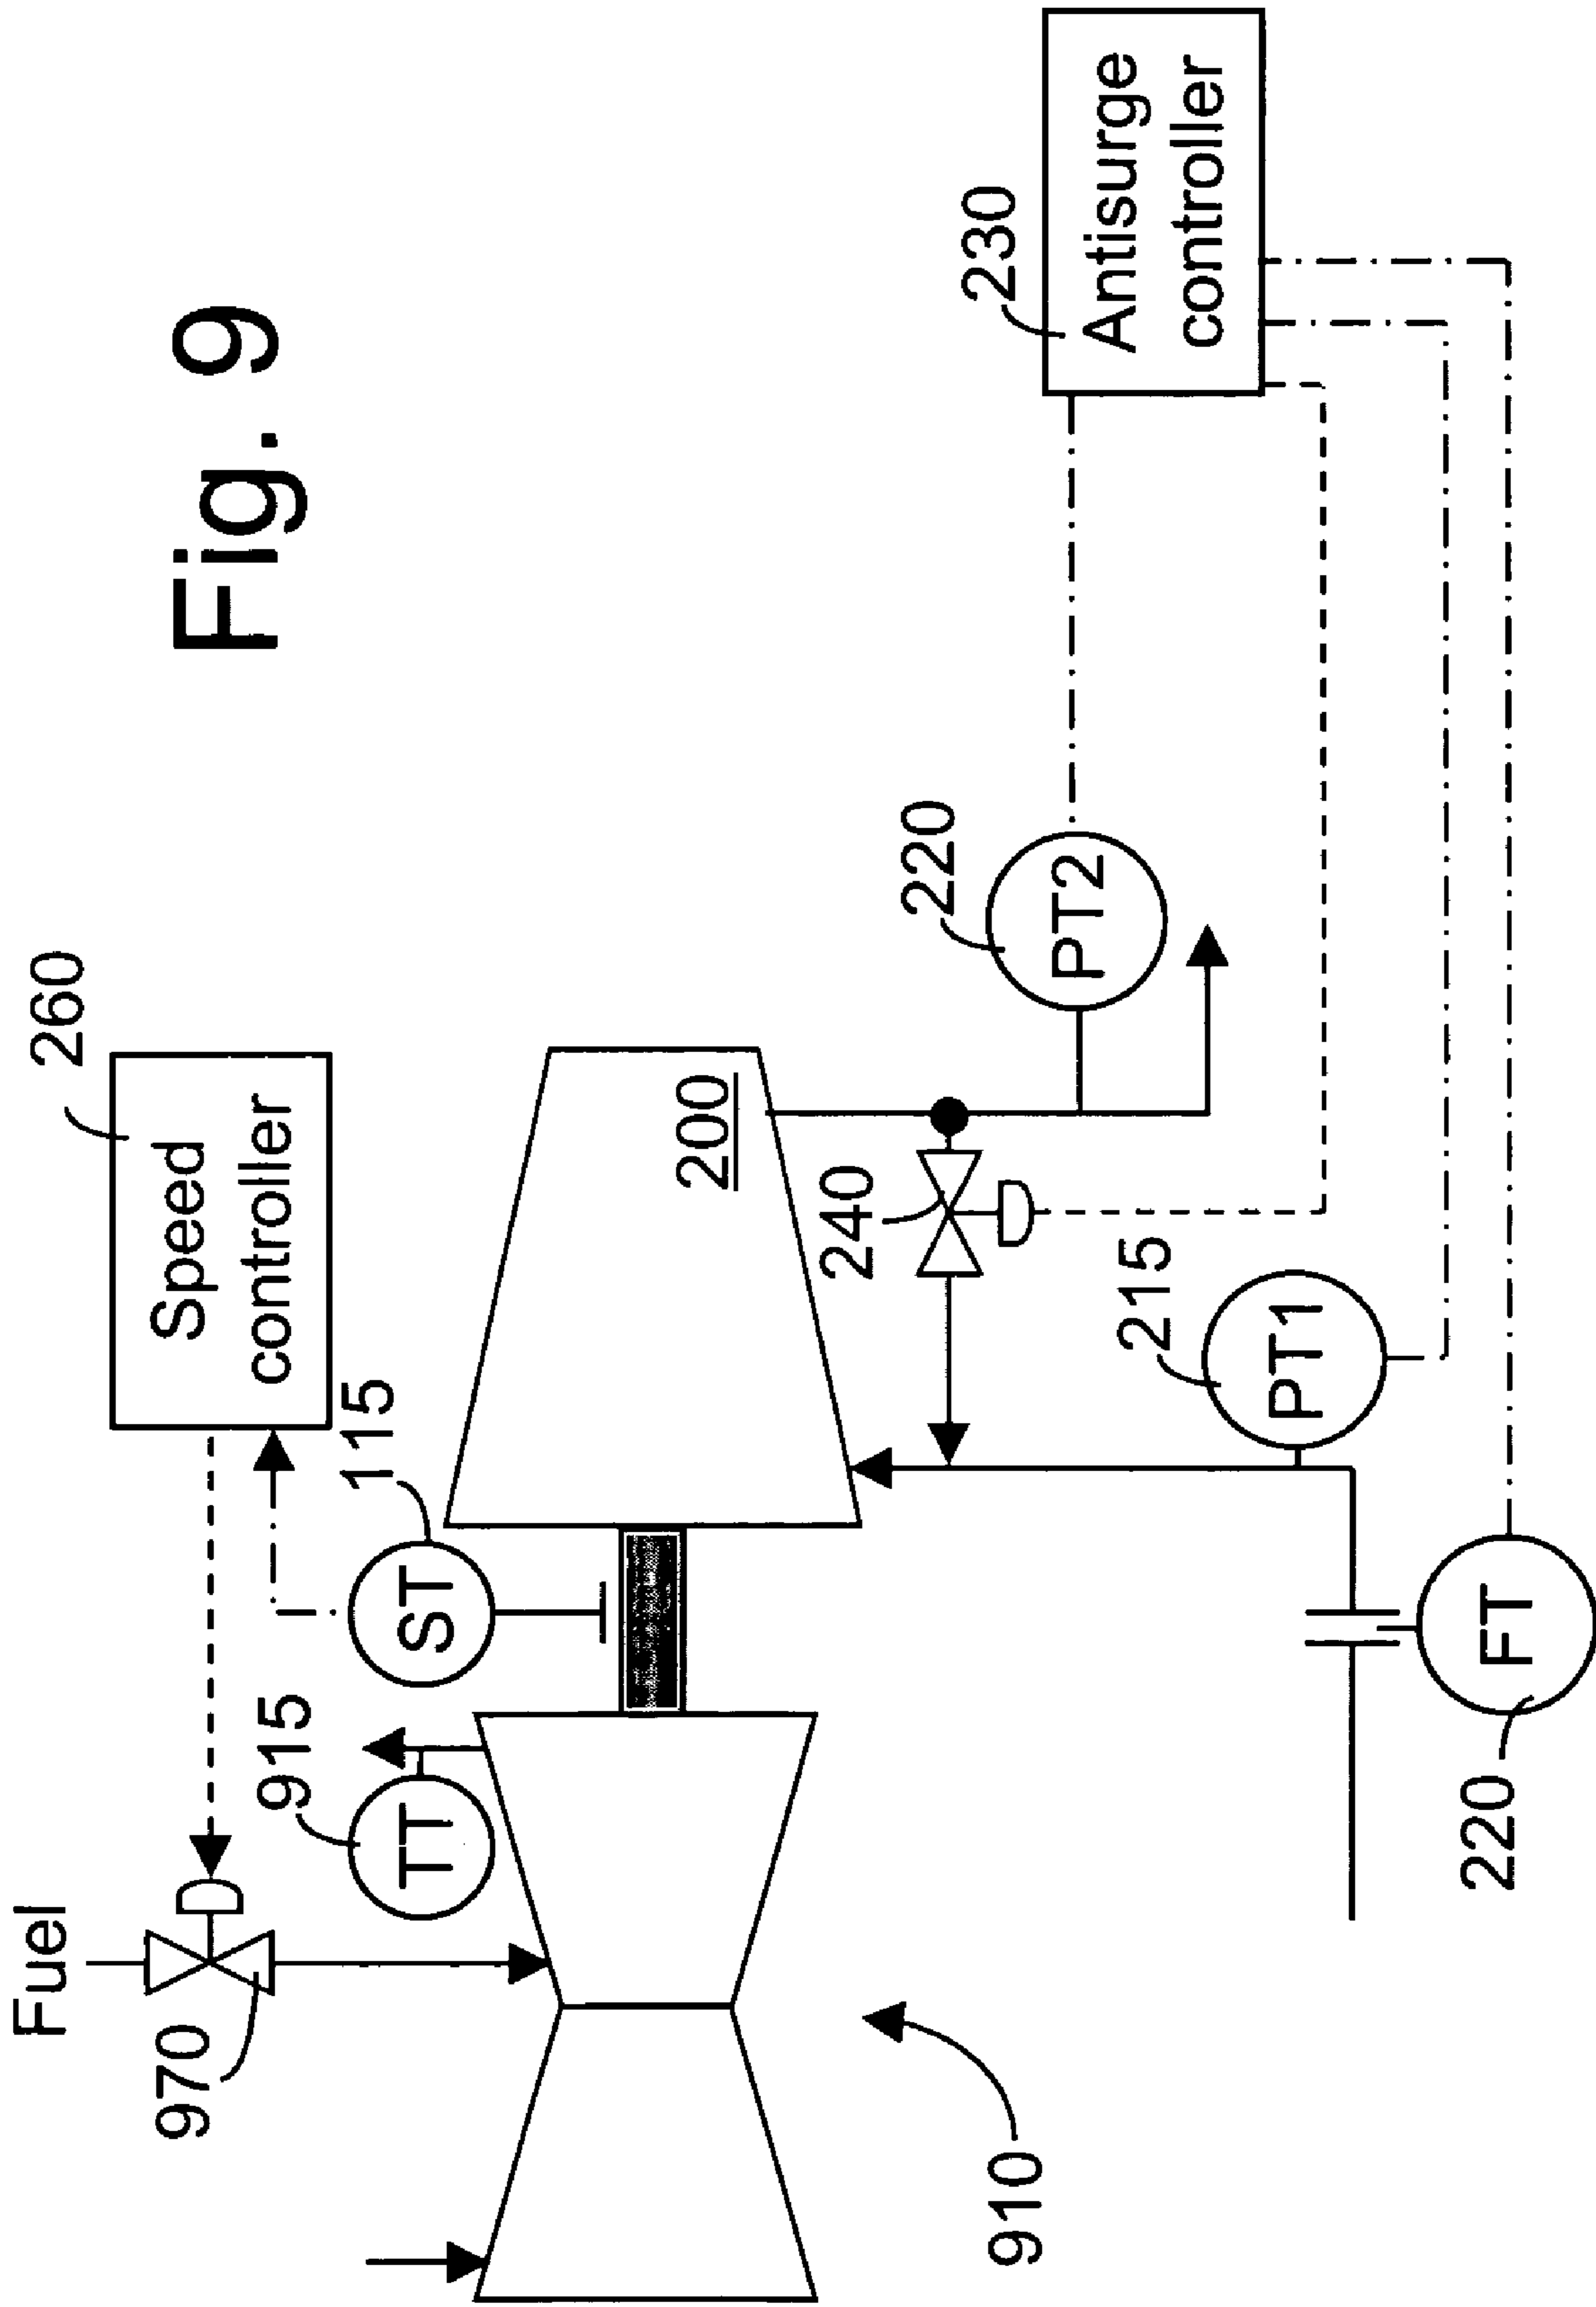 Fig. 9
Fuel
970
915
TT
ST
115
260
Speed
controller
200
240
220
PT2
230
Antisurge
controller
215
PT1
FT
220
910